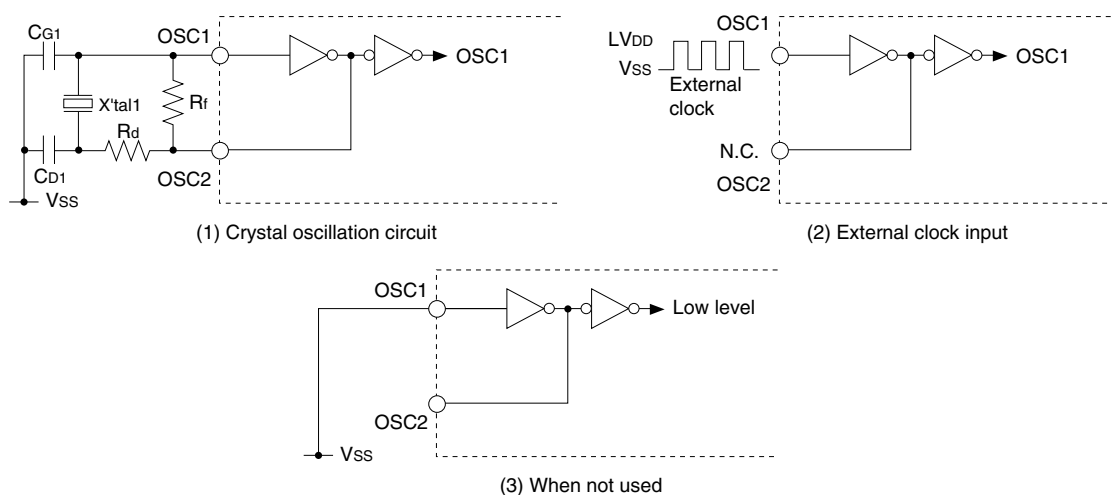 CG1
OSC1
OSC1
X'tal1
Rf
Rd
CD1
OSC2
VSS
(1) Crystal oscillation circuit
OSC1
LVDD
VSS
External
clock
OSC1
N.C.
OSC2
(2) External clock input
OSC1
Low level
OSC2
VSS
(3) When not used